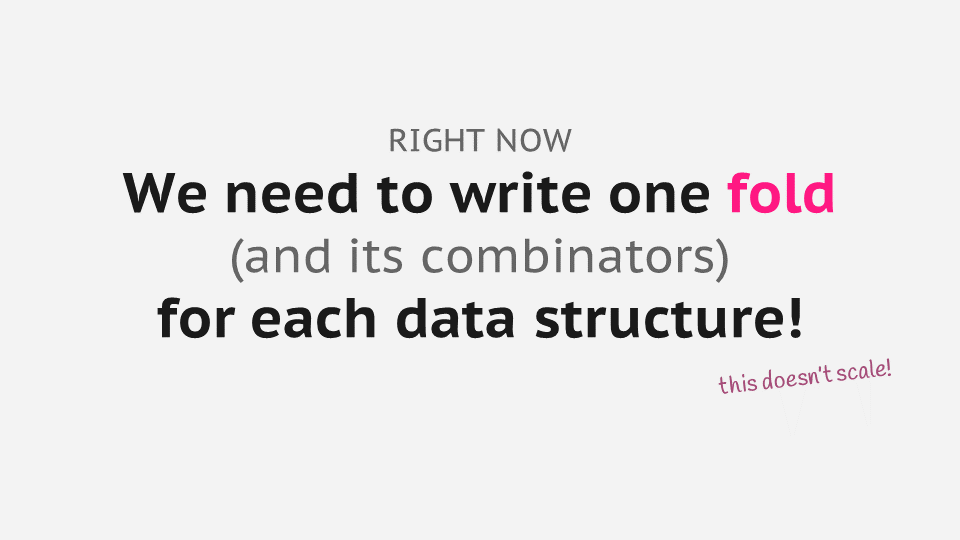 RIGHT NOW
We need to write one fold
(and its combinators)
for each data structure!
this doesn't scale!